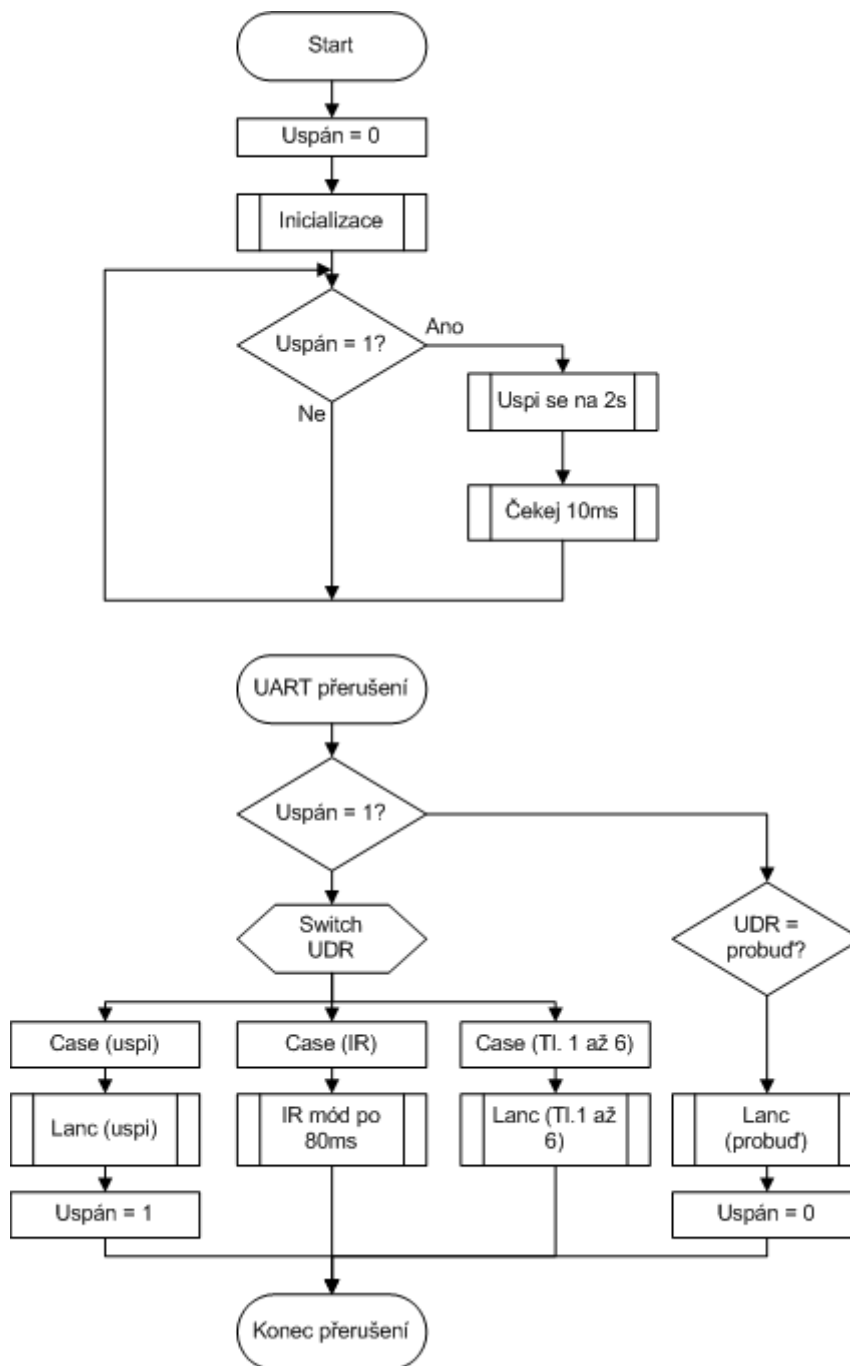 Start
Uspán = 0
Inicializace
Uspán = 1?
Ano
Ne
Uspi se na 2s
Čekej 10ms
UART přerušení
Uspán = 1?
Switch
UDR
UDR =
probuď?
Case (uspi)
Case (IR)
Case (Tl. 1 až 6)
Lanc (uspi)
IR mód po
80ms
Lanc (Tl.1 až
6)
Lanc
(probuď)
Uspán = 1
Uspán = 0
Konec přerušení